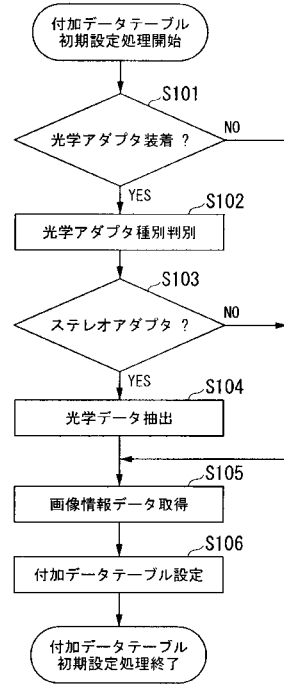 付加データテーブル
初期設定処理開始
S101
光学アダプタ装着 ?
NO
YES
S102
光学アダプタ種別判別
S103
ステレオアダプタ ?
NO
YES
S104
光学データ抽出
S105
画像情報データ取得
S106
付加データテーブル設定
付加データテーブル
初期設定処理終了